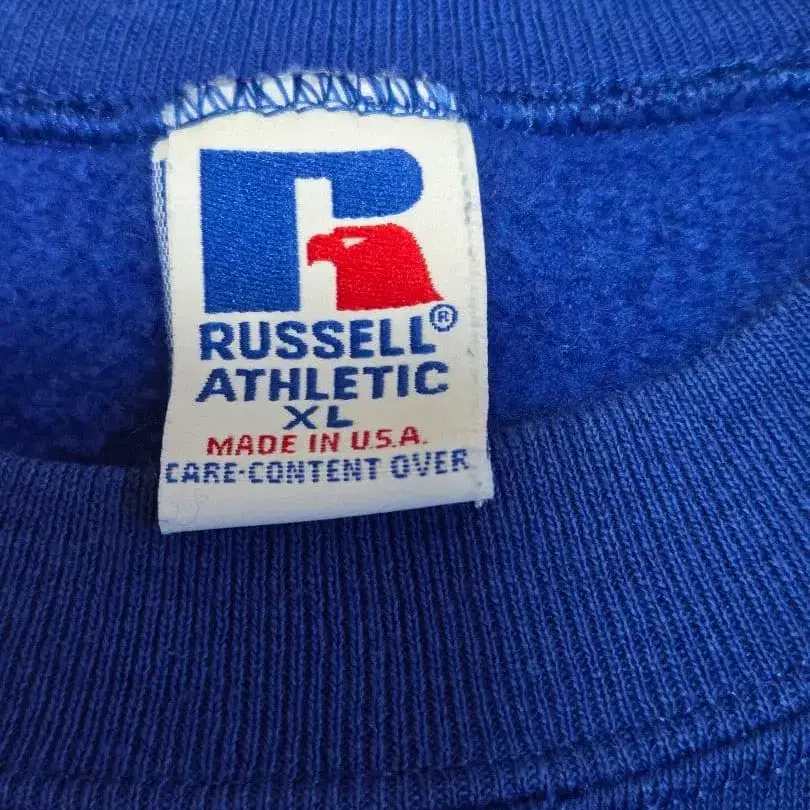 R
RUSSELL®
ATHLETIC
XL
MADE IN U.S.A.
CARE-CONTENT OVER